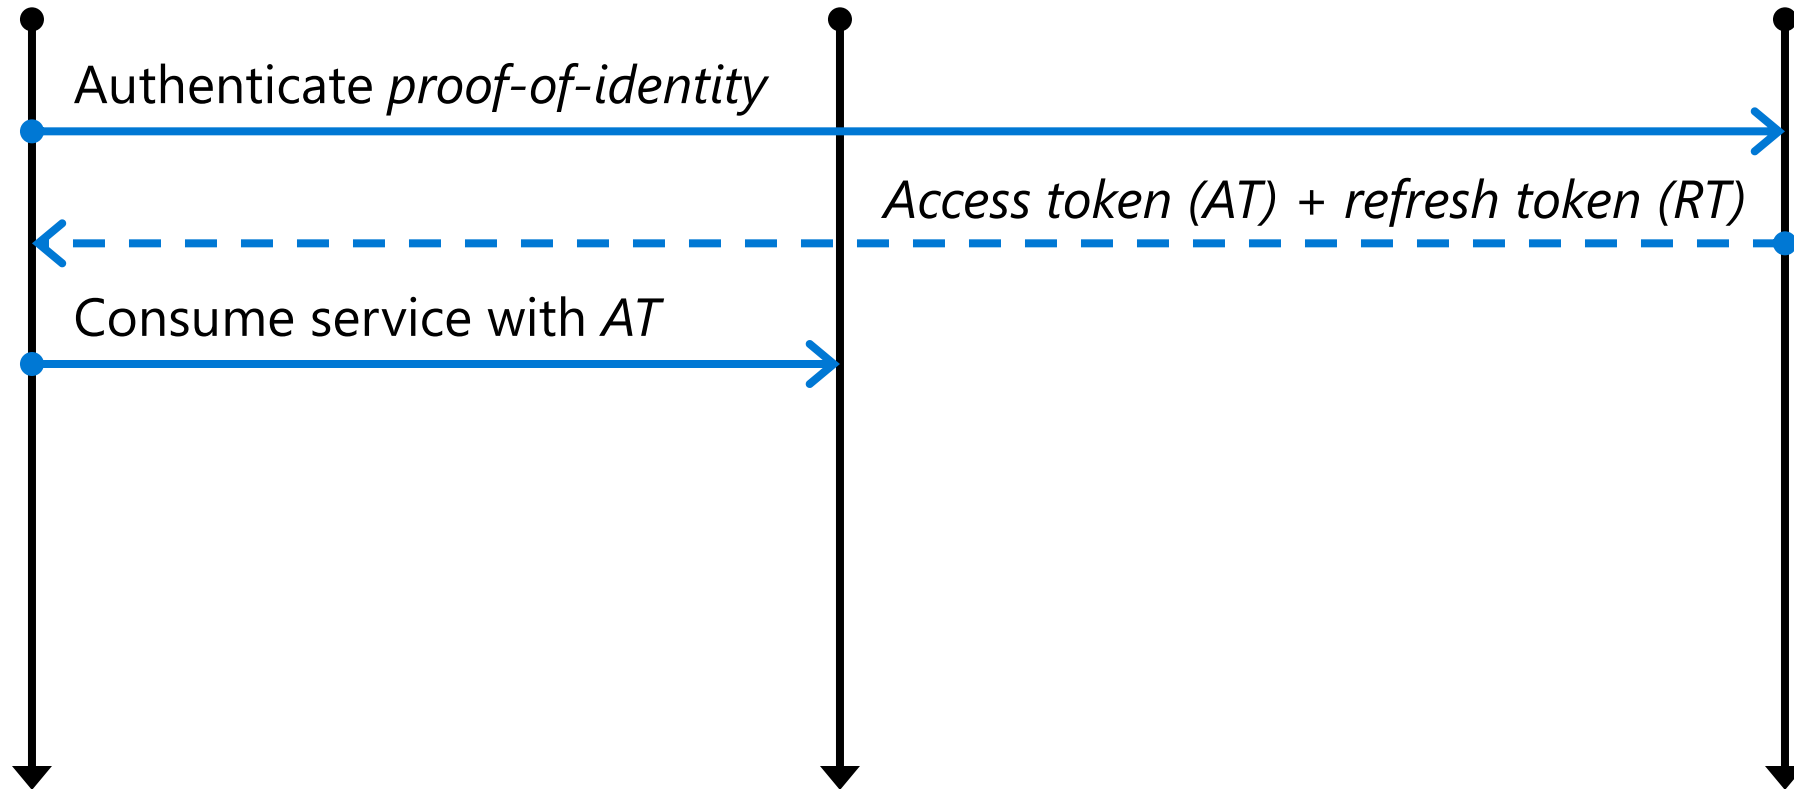 Authenticate proof-of-identity
Access token (AT) + refresh token (RT)
Consume service with AT